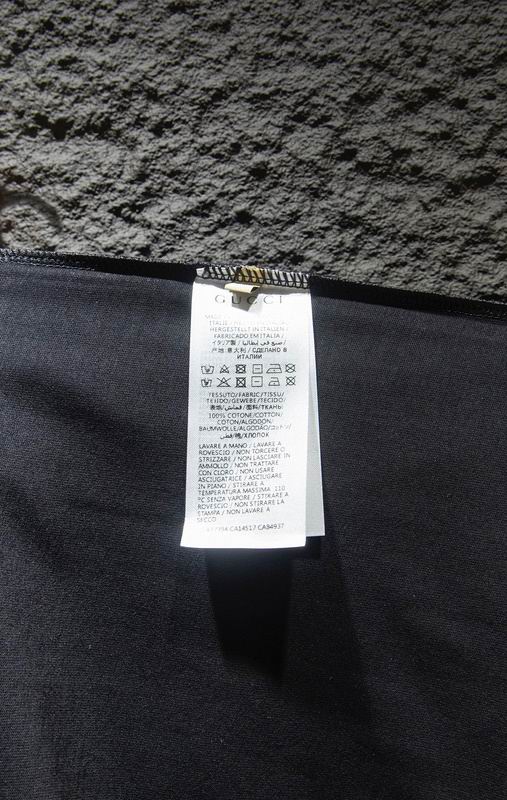 GUCCI
MADE
ITALIE /
HERGESTELLT IN ITALIEN /
FABRICADO EM ITALIA /
イタリア製 / صنع في إيطاليا /
产地:意大利 / СДЕЛАНО В
ИТАЛИИ
TESSUTO/FABRIC/TISSU/
TEJIDO/GEWEBE/TECIDO/
表地/قماش/面料/ТКАНЬ
100% COTONE/COTTON/
COTON/ALGODON/
BAUMWOLLE/ALGODÃO/コットン/
قطن/棉/ХЛОПОК
LAVARE A MANO / LAVARE A
ROVESCIO / NON TORCERE O
STRIZZARE / NON LASCIARE IN
AMMOLLO / NON TRATTARE
CON CLORO / NON USARE
ASCIUGATRICE / ASCIUGARE
IN PIANO / STIRARE A
TEMPERATURA MASSIMA 110
°C SENZA VAPORE / STIRARE A
ROVESCIO / NON STIRARE LA
STAMPA / NON LAVARE A
SECCO
CA14517 CA84937